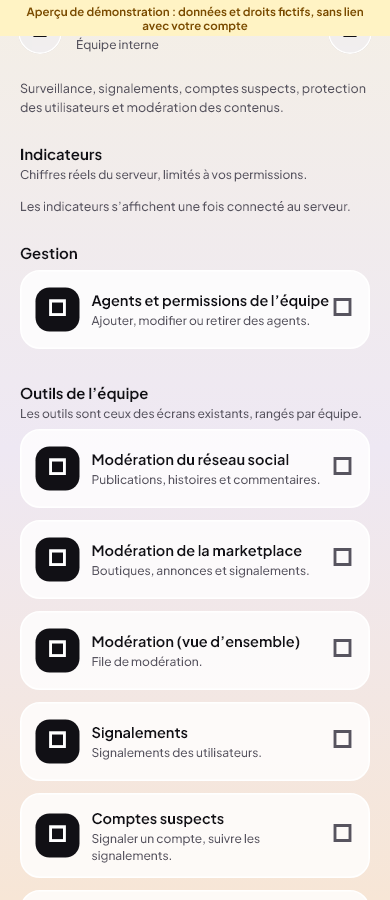 Aperçu de démonstration : données et droits fictifs, sans lien
avec votre compte
Équipe interne
Surveillance, signalements, comptes suspects, protection
des utilisateurs et modération des contenus.
Indicateurs
Chiffres réels du serveur, limités à vos permissions.
Les indicateurs s’affichent une fois connecté au serveur.
Gestion
Agents et permissions de l’équipe
Ajouter, modifier ou retirer des agents.
Outils de l’équipe
Les outils sont ceux des écrans existants, rangés par équipe.
Modération du réseau social
Publications, histoires et commentaires.
Modération de la marketplace
Boutiques, annonces et signalements.
Modération (vue d’ensemble)
File de modération.
Signalements
Signalements des utilisateurs.
Comptes suspects
Signaler un compte, suivre les
signalements.